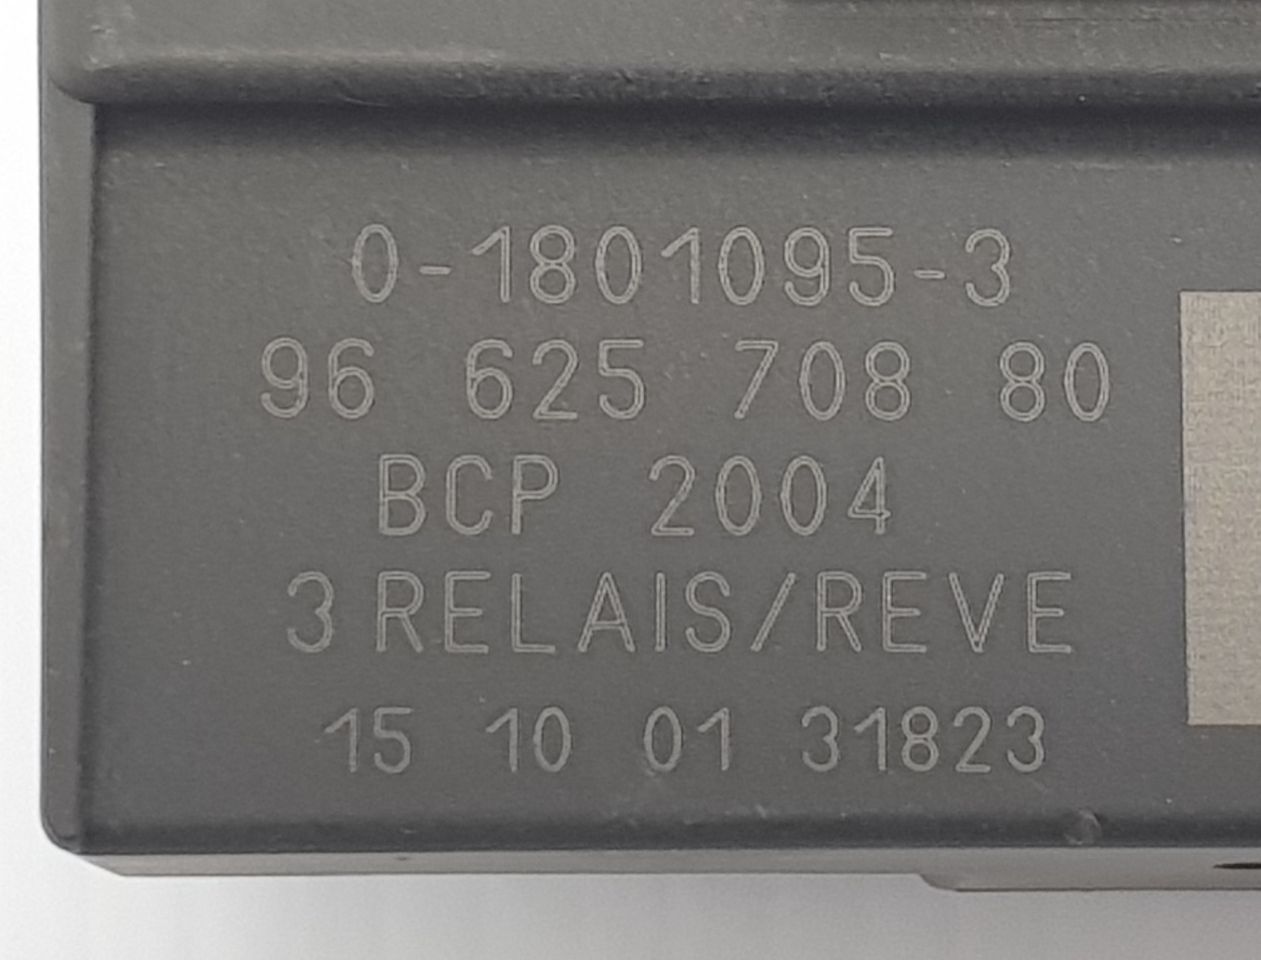 0-1801095-3
96 625 708 80
BCP 2004
3 RELAIS/REVE
15 10 01 31823